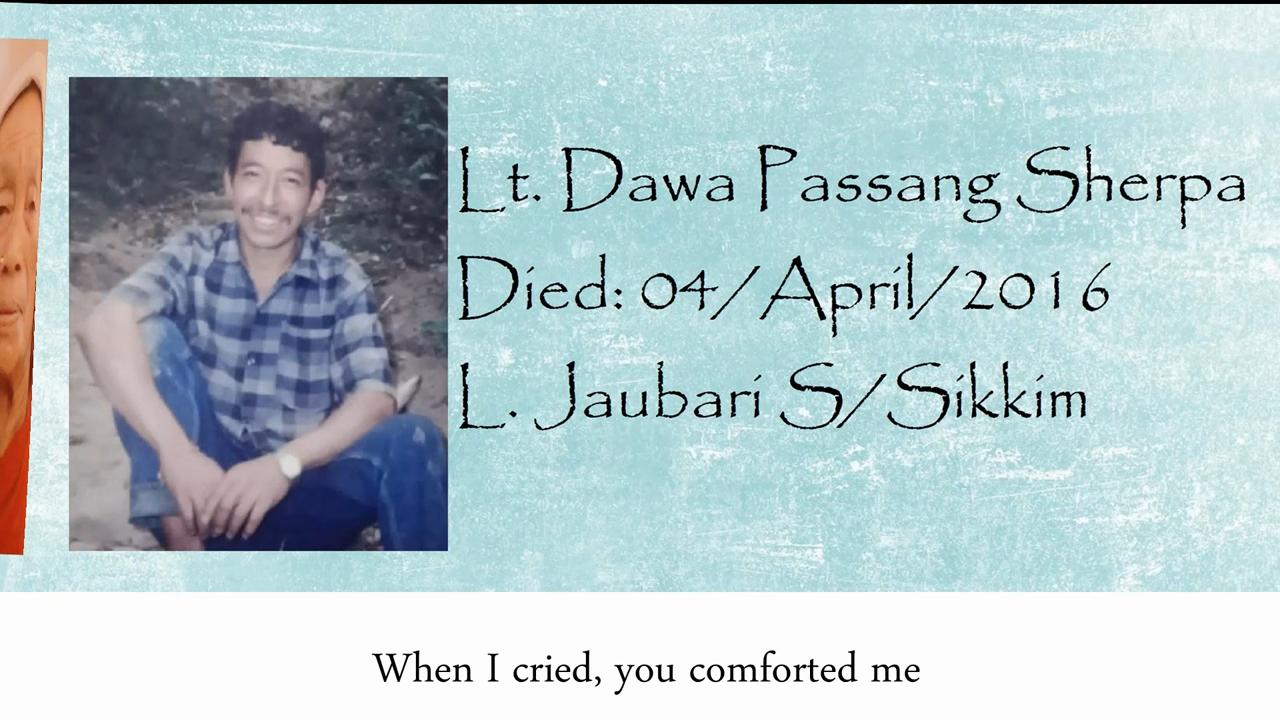 Lt. Dawa Passang Sherpa
Died: 04/April/2016
L. Jaubari S/Sikkim
When I cried, you comforted me